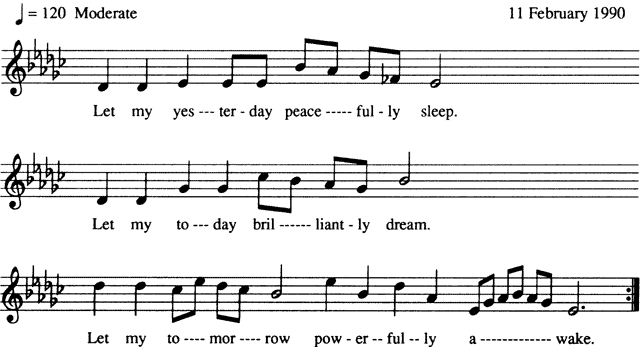 ♩ = 120 Moderate 11 February 1990
Let my yes --- ter - day peace ----- ful - ly sleep.
Let my to --- day bril ------ liant - ly dream.
Let my to ---- mor ---- row pow - er -- ful -- ly a ------------- wake.